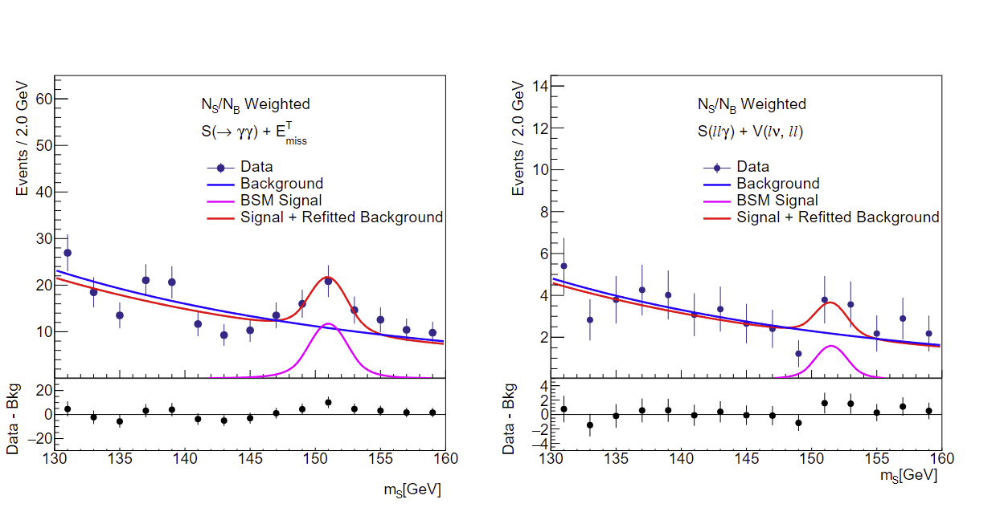 Events / 2.0 GeV
60
50
40
30
20
10
N_S/N_B Weighted
S(→ γγ) + E^T_miss
Data
Background
BSM Signal
Signal + Refitted Background
Data - Bkg
20
0
−20
130 135 140 145 150 155 160
m_S[GeV]
Events / 2.0 GeV
14
12
10
8
6
4
2
N_S/N_B Weighted
S(llγ) + V(lν, ll)
Data
Background
BSM Signal
Signal + Refitted Background
Data - Bkg
4
2
0
−2
−4
130 135 140 145 150 155 160
m_S[GeV]